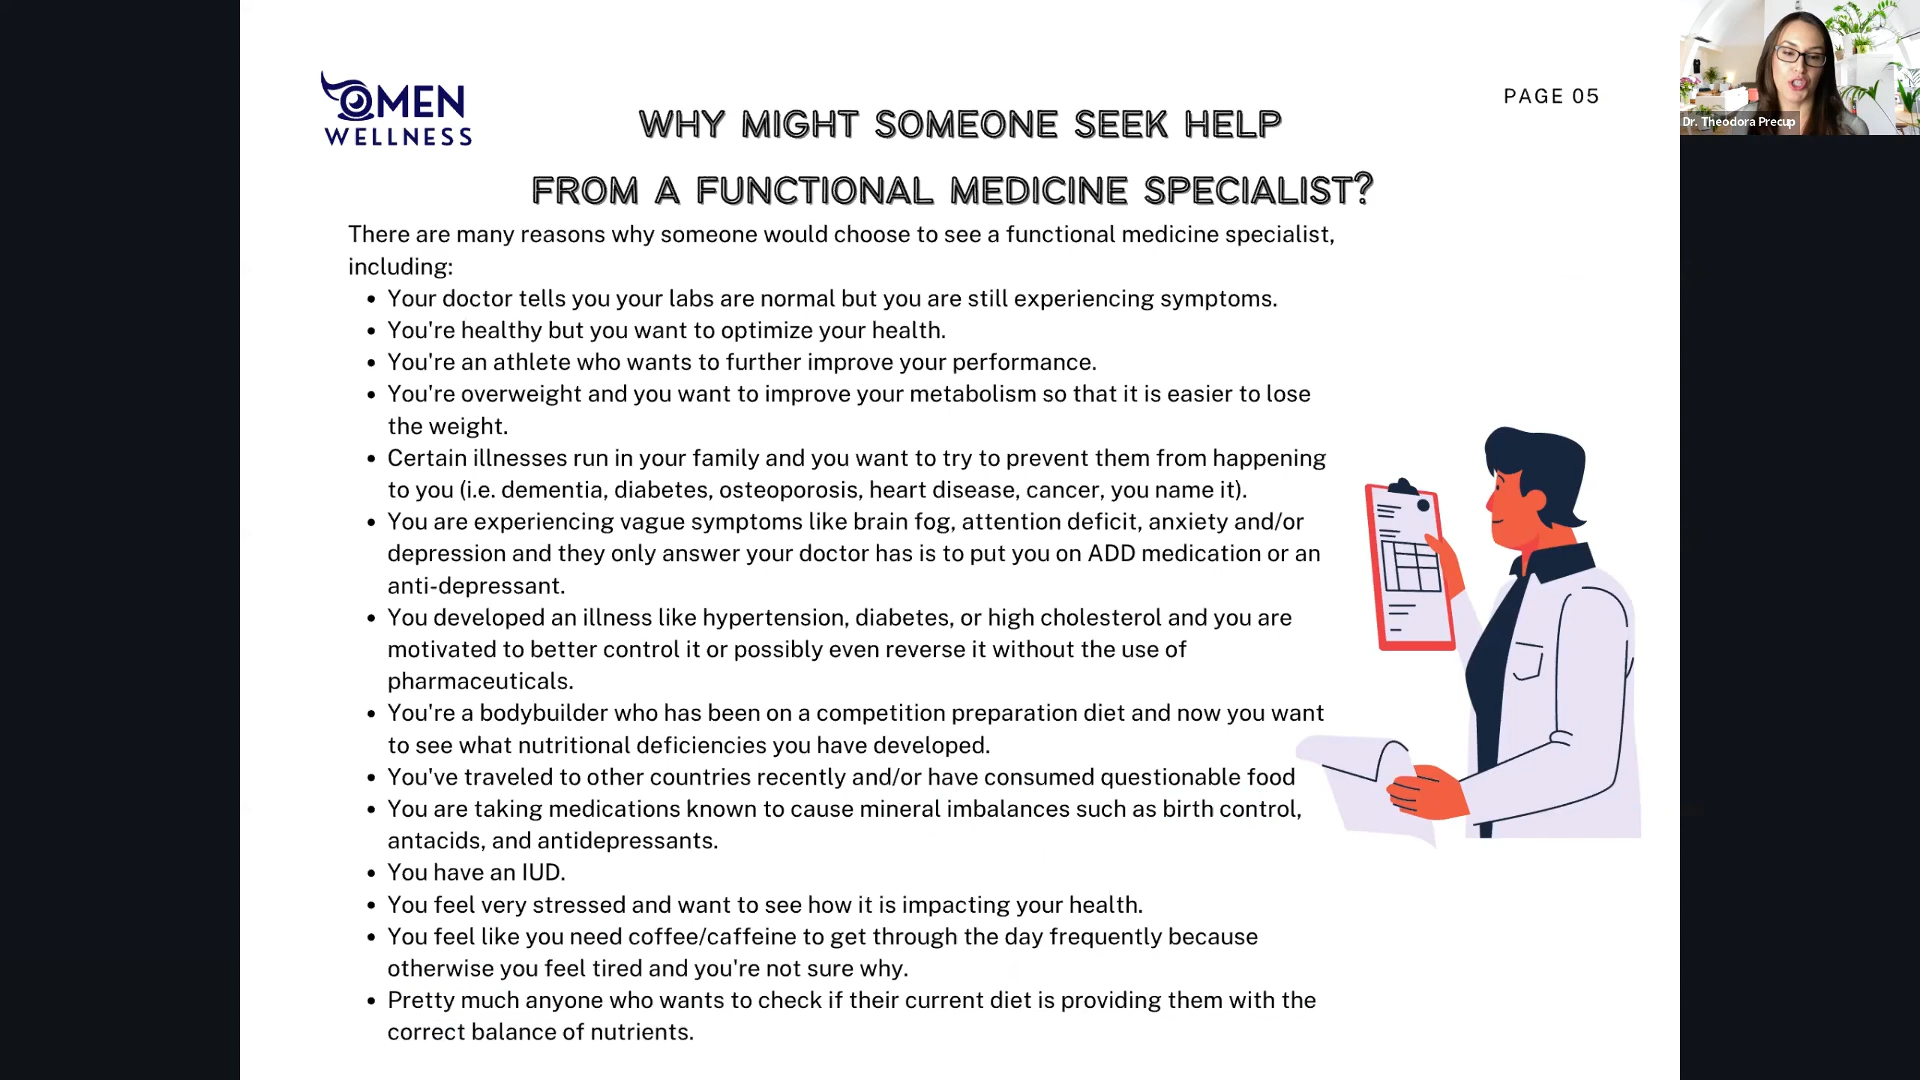 OMEN
WELLNESS
WHY MIGHT SOMEONE SEEK HELP
FROM A FUNCTIONAL MEDICINE SPECIALIST?
PAGE 05
Dr. Theodora Precup
There are many reasons why someone would choose to see a functional medicine specialist,
including:
• Your doctor tells you your labs are normal but you are still experiencing symptoms.
• You're healthy but you want to optimize your health.
• You're an athlete who wants to further improve your performance.
• You're overweight and you want to improve your metabolism so that it is easier to lose
the weight.
• Certain illnesses run in your family and you want to try to prevent them from happening
to you (i.e. dementia, diabetes, osteoporosis, heart disease, cancer, you name it).
• You are experiencing vague symptoms like brain fog, attention deficit, anxiety and/or
depression and they only answer your doctor has is to put you on ADD medication or an
anti-depressant.
• You developed an illness like hypertension, diabetes, or high cholesterol and you are
motivated to better control it or possibly even reverse it without the use of
pharmaceuticals.
• You're a bodybuilder who has been on a competition preparation diet and now you want
to see what nutritional deficiencies you have developed.
• You've traveled to other countries recently and/or have consumed questionable food
• You are taking medications known to cause mineral imbalances such as birth control,
antacids, and antidepressants.
• You have an IUD.
• You feel very stressed and want to see how it is impacting your health.
• You feel like you need coffee/caffeine to get through the day frequently because
otherwise you feel tired and you're not sure why.
• Pretty much anyone who wants to check if their current diet is providing them with the
correct balance of nutrients.